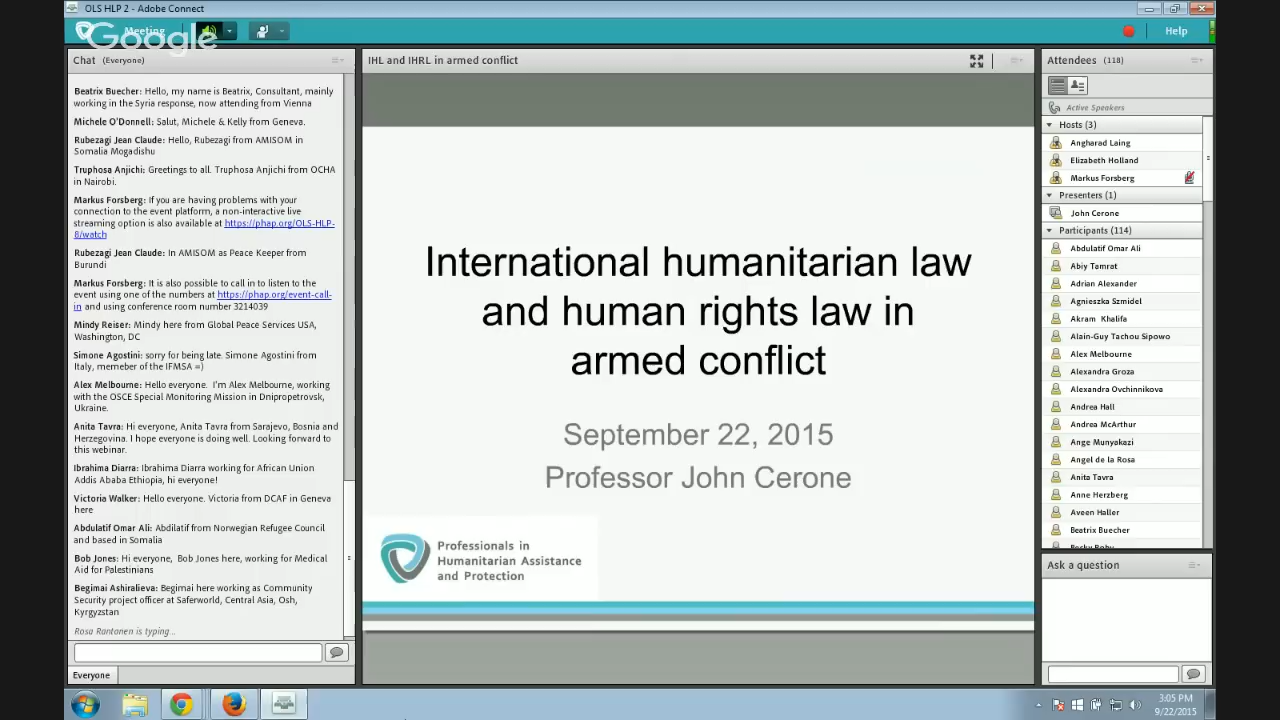 OLS HLP 2 - Adobe Connect
Meeting
Google
Help
Chat (Everyone)
Beatrix Buecher: Hello, my name is Beatrix, Consultant, mainly
working in the Syria response, now attending from Vienna
Michele O'Donnell: Salut, Michele & Kelly from Geneva.
Rubezagi Jean Claude: Hello, Rubezagi from AMISOM in
Somalia Mogadishu
Truphosa Anjichi: Greetings to all. Truphosa Anjichi from OCHA
in Nairobi.
Markus Forsberg: If you are having problems with your
connection to the event platform, a non-interactive live
streaming option is also available at https://phap.org/OLS-HLP-
8/watch
Rubezagi Jean Claude: In AMISOM as Peace Keeper from
Burundi
Markus Forsberg: It is also possible to call in to listen to the
event using one of the numbers at https://phap.org/event-call-
in and using conference room number 3214039
Mindy Reiser: Mindy here from Global Peace Services USA,
Washington, DC
Simone Agostini: sorry for being late. Simone Agostini from
Italy, memeber of the IFMSA =)
Alex Melbourne: Hello everyone. I'm Alex Melbourne, working
with the OSCE Special Monitoring Mission in Dnipropetrovsk,
Ukraine.
Anita Tavra: Hi everyone, Anita Tavra from Sarajevo, Bosnia and
Herzegovina. I hope everyone is doing well. Looking forward to
this webinar.
Ibrahima Diarra: Ibrahima Diarra working for African Union
Addis Ababa Ethiopia, hi everyone!
Victoria Walker: Hello everyone. Victoria from DCAF in Geneva
here
Abdulatif Omar Ali: Abdilatif from Norwegian Refugee Council
and based in Somalia
Bob Jones: Hi everyone, Bob Jones here, working for Medical
Aid for Palestinians
Begimai Ashiralieva: Begimai here working as Community
Security project officer at Saferworld, Central Asia, Osh,
Kyrgyzstan
Rosa Rantanen is typing...
Everyone
IHL and IHRL in armed conflict
International humanitarian law
and human rights law in
armed conflict
September 22, 2015
Professor John Cerone
Professionals in
Humanitarian Assistance
and Protection
Attendees (118)
Active Speakers
Hosts (3)
Angharad Laing
Elizabeth Holland
Markus Forsberg
Presenters (1)
John Cerone
Participants (114)
Abdulatif Omar Ali
Abiy Tamrat
Adrian Alexander
Agnieszka Szmidel
Akram Khalifa
Alain-Guy Tachou Sipowo
Alex Melbourne
Alexandra Groza
Alexandra Ovchinnikova
Andrea Hall
Andrea McArthur
Ange Munyakazi
Angel de la Rosa
Anita Tavra
Anne Herzberg
Aveen Haller
Beatrix Buecher
Ask a question
3:05 PM
9/22/2015